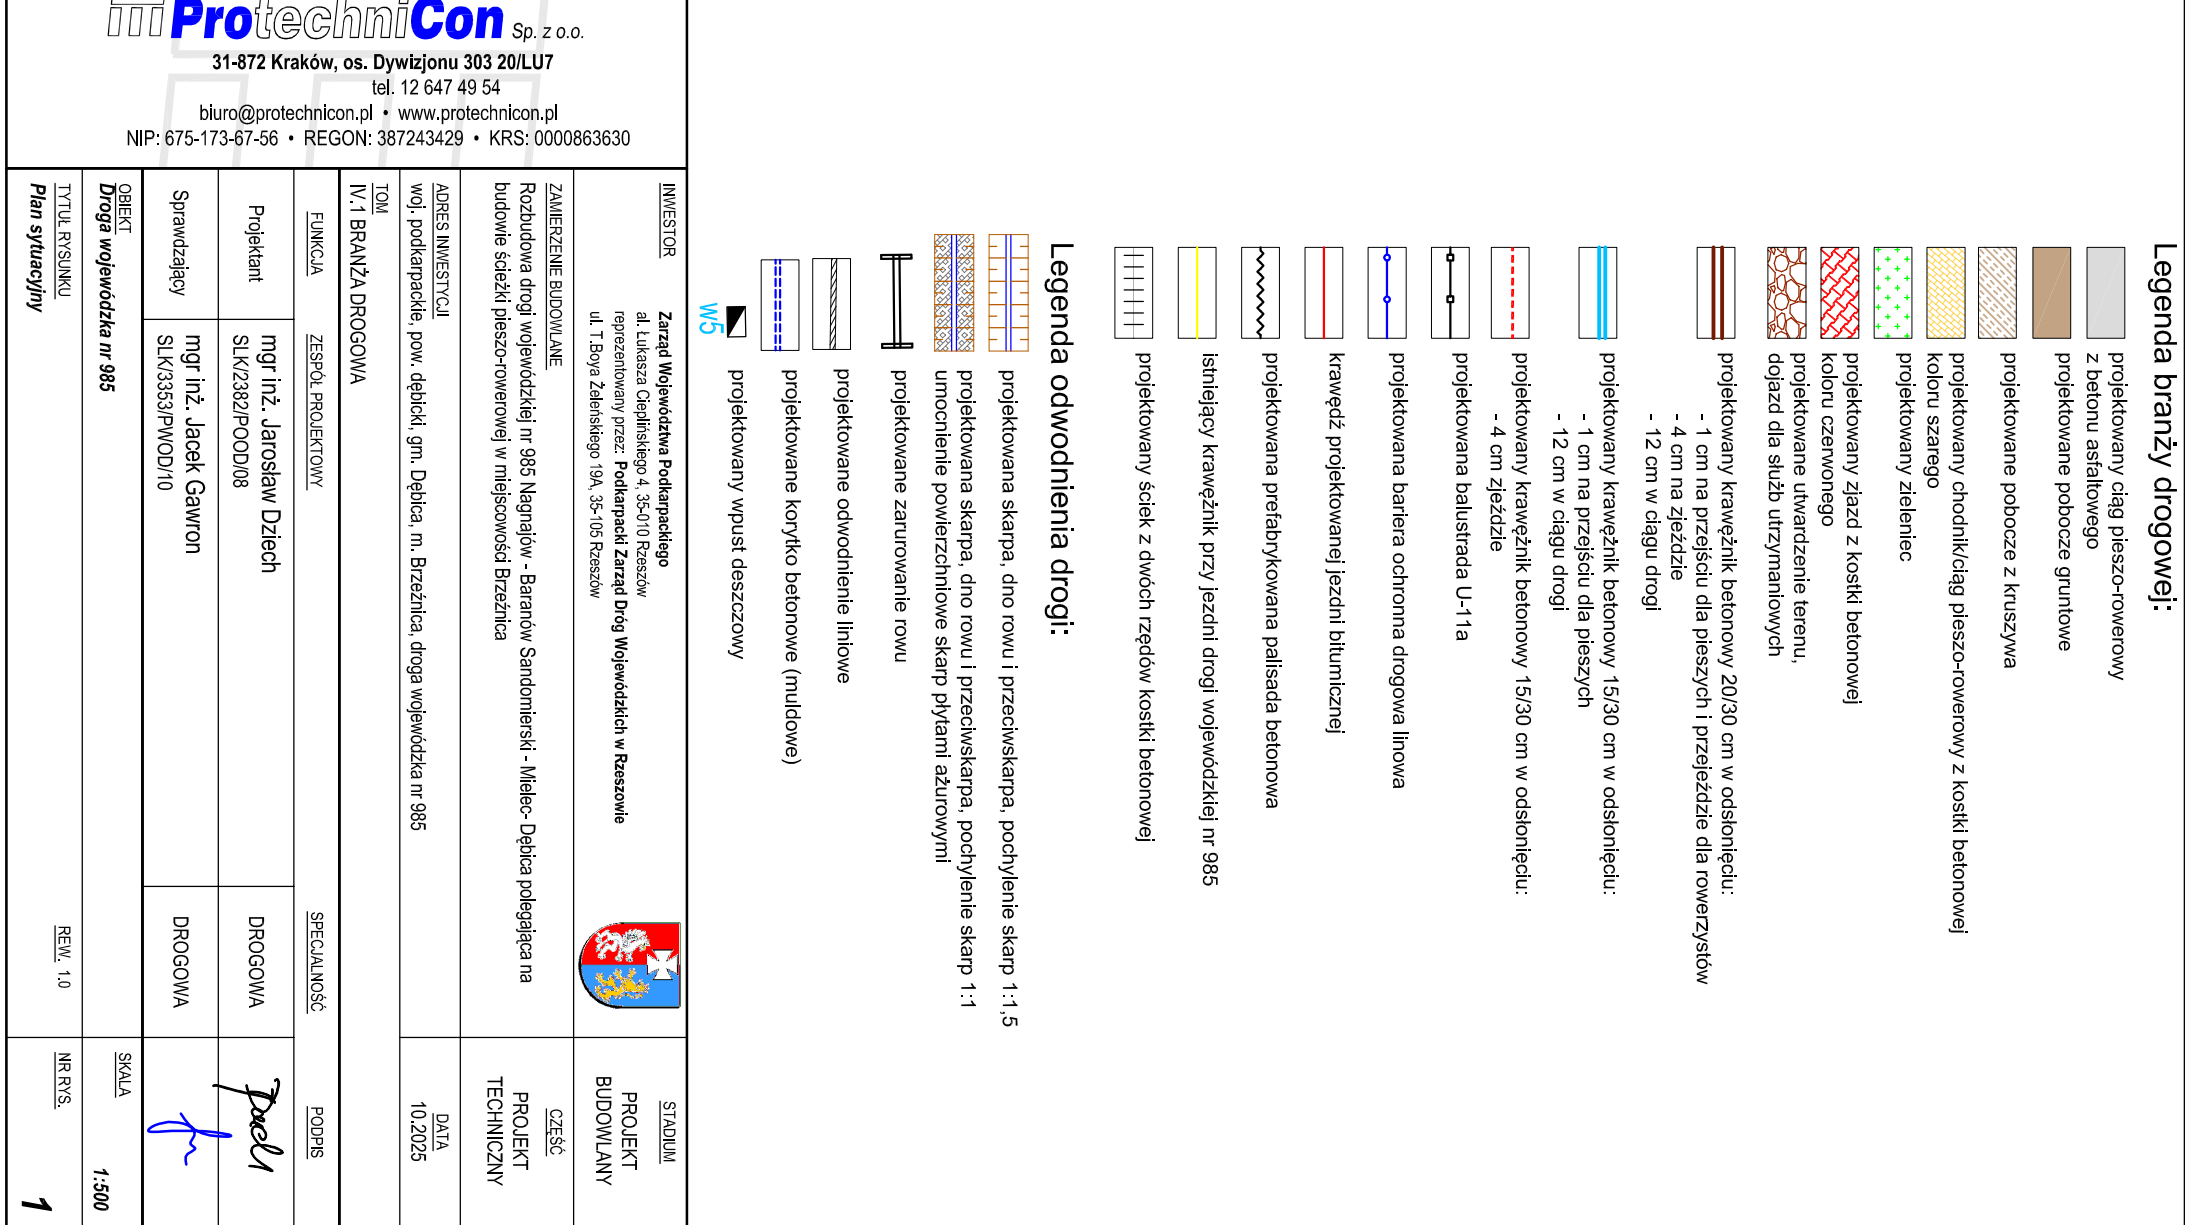 Legenda branży drogowej:
projektowany ciąg pieszo-rowerowy
z betonu asfaltowego
projektowane pobocze gruntowe
projektowane pobocze z kruszywa
projektowany chodnik/ciąg pieszo-rowerowy z kostki betonowej
koloru szarego
projektowany zieleniec
projektowany zjazd z kostki betonowej
koloru czerwonego
projektowane utwardzenie terenu,
dojazd dla służb utrzymaniowych
projektowany krawężnik betonowy 20/30 cm w odsłonięciu:
- 1 cm na przejściu dla pieszych i przejeździe dla rowerzystów
- 4 cm na zjeździe
- 12 cm w ciągu drogi
projektowany krawężnik betonowy 15/30 cm w odsłonięciu:
- 1 cm na przejściu dla pieszych
- 12 cm w ciągu drogi
projektowany krawężnik betonowy 15/30 cm w odsłonięciu:
- 4 cm zjeździe
projektowana balustrada U-11a
projektowana bariera ochronna drogowa linowa
krawędź projektowanej jezdni bitumicznej
projektowana prefabrykowana palisada betonowa
istniejący krawężnik przy jezdni drogi wojewódzkiej nr 985
projektowany ściek z dwóch rzędów kostki betonowej
Legenda odwodnienia drogi:
projektowana skarpa, dno rowu i przeciwskarpa, pochylenie skarp 1:1,5
projektowana skarpa, dno rowu i przeciwskarpa, pochylenie skarp 1:1
umocnienie powierzchniowe skarp płytami ażurowymi
projektowane zarurowanie rowu
projektowane odwodnienie liniowe
projektowane korytko betonowe (muldowe)
projektowany wpust deszczowy
w5
ProtechniCon Sp. z o.o.
31-872 Kraków, os. Dywizjonu 303 20/LU7
tel. 12 647 49 54
biuro@protechnicon.pl • www.protechnicon.pl
NIP: 675-173-67-56 • REGON: 387243429 • KRS: 0000863630
INWESTOR
Zarząd Województwa Podkarpackiego
al. Łukasza Cieplińskiego 4, 35-010 Rzeszów
reprezentowany przez: Podkarpacki Zarząd Dróg Wojewódzkich w Rzeszowie
ul. T.Boya Żeleńskiego 19A, 35-105 Rzeszów
STADIUM
PROJEKT
BUDOWLANY
ZAMIERZENIE BUDOWLANE
Rozbudowa drogi wojewódzkiej nr 985 Nagnajów - Baranów Sandomierski - Mielec- Dębica polegająca na
budowie ścieżki pieszo-rowerowej w miejscowości Brzeźnica
CZĘŚĆ
PROJEKT
TECHNICZNY
ADRES INWESTYCJI
woj. podkarpackie, pow. dębicki, gm. Dębica, m. Brzeźnica, droga wojewódzka nr 985
DATA
10.2025
TOM
IV.1 BRANŻA DROGOWA
FUNKCJA
ZESPÓŁ PROJEKTOWY
SPECJALNOŚĆ
PODPIS
Projektant
mgr inż. Jarosław Dziech
SLK/2382/POOD/08
DROGOWA
Sprawdzający
mgr inż. Jacek Gawron
SLK/3353/PWOD/10
DROGOWA
OBIEKT
Droga wojewódzka nr 985
SKALA
1:500
TYTUŁ RYSUNKU
Plan sytuacyjny
REW. 1.0
NR RYS.
1